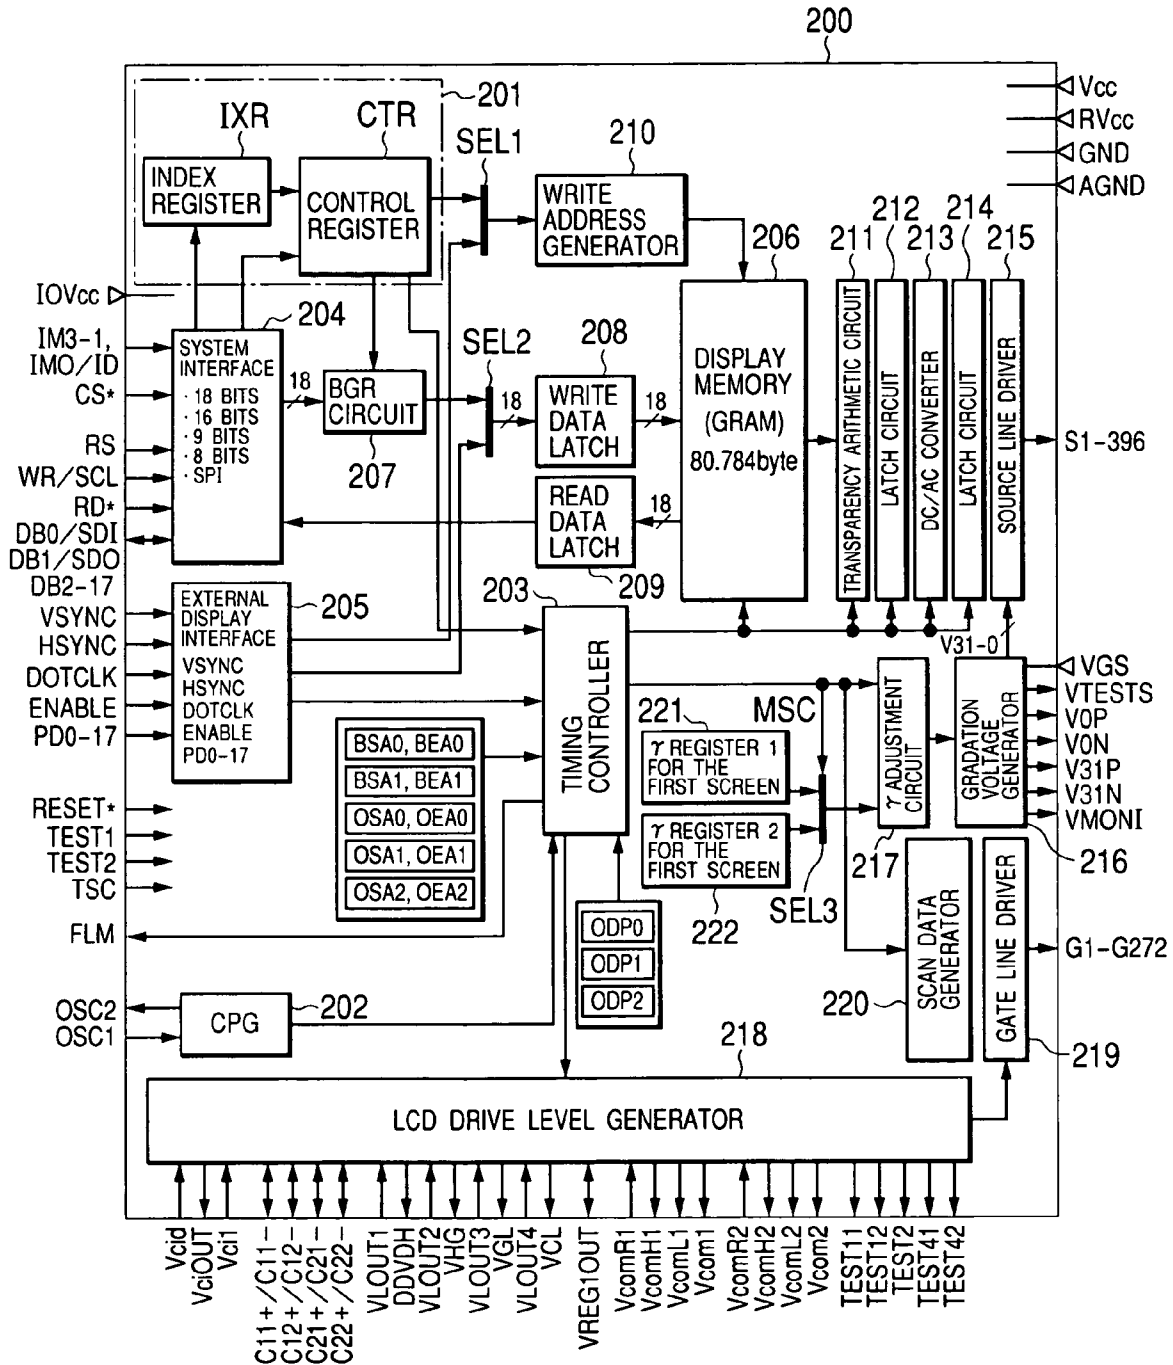 200
201
IXR
CTR
SEL1
210
Vcc
RVcc
GND
AGND
INDEX
REGISTER
CONTROL
REGISTER
WRITE
ADDRESS
GENERATOR
206
211
212
213
214
215
IOVcc
204
IM3-1,
IM0/ID
CS*
RS
WR/SCL
RD*
DB0/SDI
DB1/SDO
DB2-17
SYSTEM
INTERFACE
· 18 BITS
· 16 BITS
· 9 BITS
· 8 BITS
· SPI
18
BGR
CIRCUIT
207
SEL2
18
208
WRITE
DATA
LATCH
18
READ
DATA
LATCH
18
209
DISPLAY
MEMORY
(GRAM)
80.784byte
TRANSPARENCY ARITHMETIC CIRCUIT
LATCH CIRCUIT
DC/AC CONVERTER
LATCH CIRCUIT
SOURCE LINE DRIVER
S1-396
VSYNC
HSYNC
DOTCLK
ENABLE
PD0-17
EXTERNAL
DISPLAY
INTERFACE
VSYNC
HSYNC
DOTCLK
ENABLE
PD0-17
205
203
TIMING
CONTROLLER
V31-0
VGS
VTESTS
V0P
V0N
V31P
V31N
VMONI
BSA0, BEA0
BSA1, BEA1
OSA0, OEA0
OSA1, OEA1
OSA2, OEA2
221
MSC
γ REGISTER 1
FOR THE
FIRST SCREEN
γ REGISTER 2
FOR THE
FIRST SCREEN
222
SEL3
γ ADJUSTMENT
CIRCUIT
217
GRADATION
VOLTAGE
GENERATOR
216
RESET*
TEST1
TEST2
TSC
FLM
ODP0
ODP1
ODP2
SCAN DATA
GENERATOR
220
GATE LINE DRIVER
219
G1-G272
OSC2
OSC1
CPG
202
218
LCD DRIVE LEVEL GENERATOR
Vcid
VciOUT
Vci1
C11+/C11-
C12+/C12-
C21+/C21-
C22+/C22-
VLOUT1
DDVDH
VLOUT2
VHG
VLOUT3
VGL
VLOUT4
VCL
VREG1OUT
VcomR1
VcomH1
VcomL1
Vcom1
VcomR2
VcomH2
VcomL2
Vcom2
TEST11
TEST12
TEST2
TEST41
TEST42